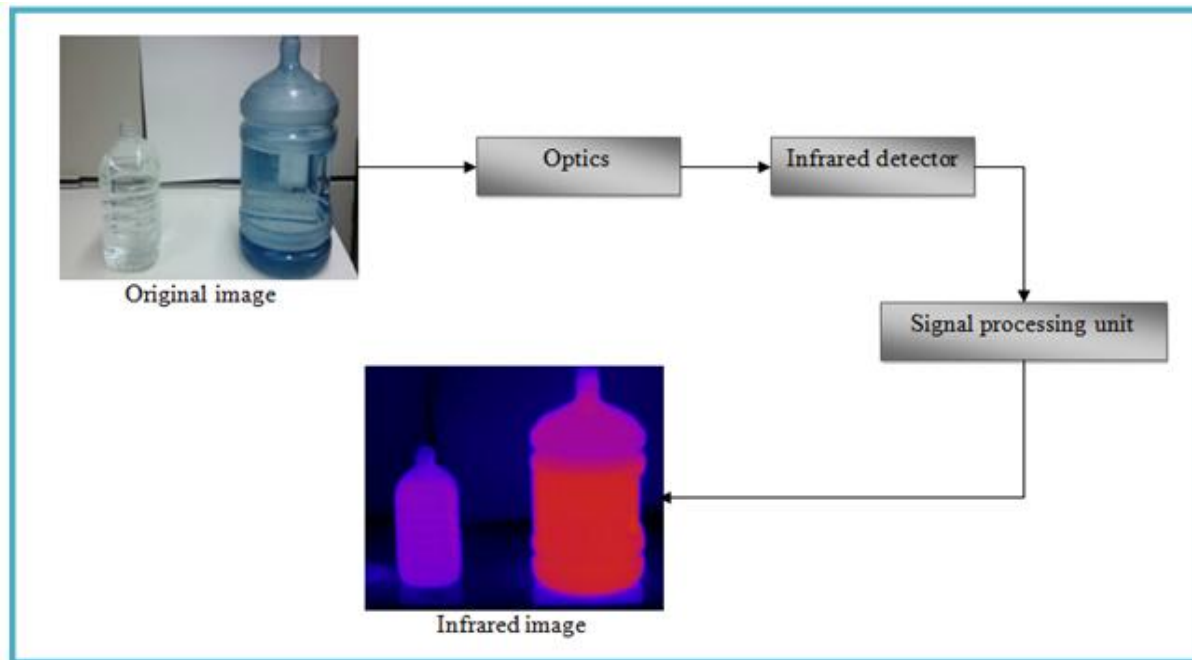 Original image
Optics
Infrared detector
Signal processing unit
Infrared image